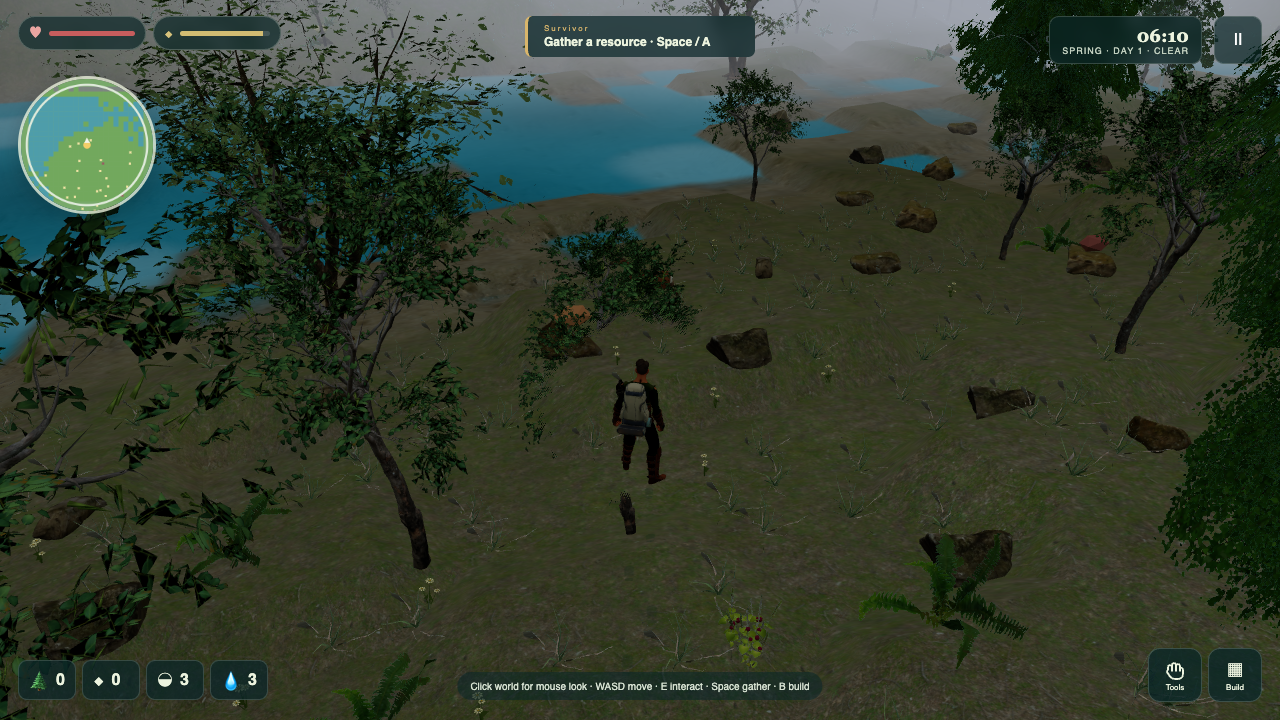 Survivor
Gather a resource · Space / A
06:10
SPRING · DAY 1 · CLEAR
0
0
3
3
Click world for mouse look · WASD move · E interact · Space gather · B build
Tools
Build